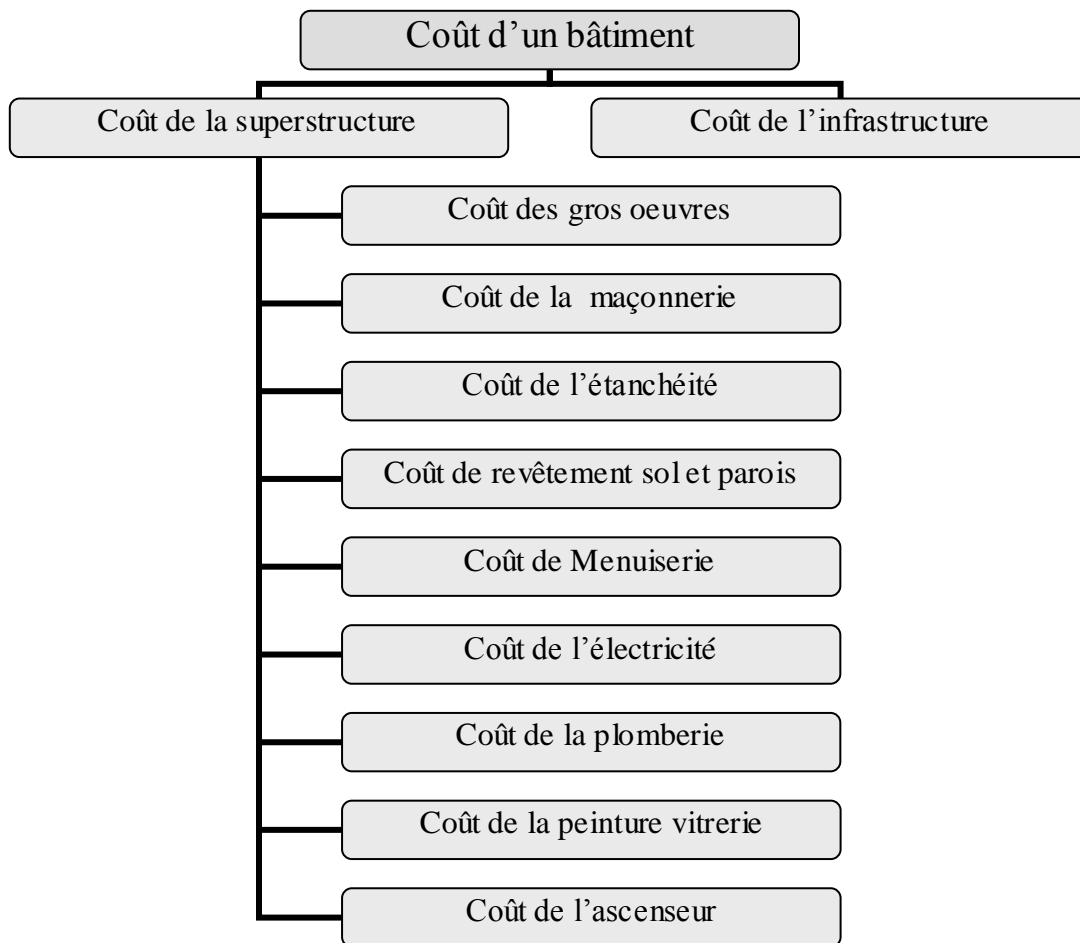 Coût d’un bâtiment
Coût de la superstructure
Coût de l’infrastructure
Coût des gros oeuvres
Coût de la maçonnerie
Coût de l’étanchéité
Coût de revêtement sol et parois
Coût de Menuiserie
Coût de l’électricité
Coût de la plomberie
Coût de la peinture vitrerie
Coût de l’ascenseur